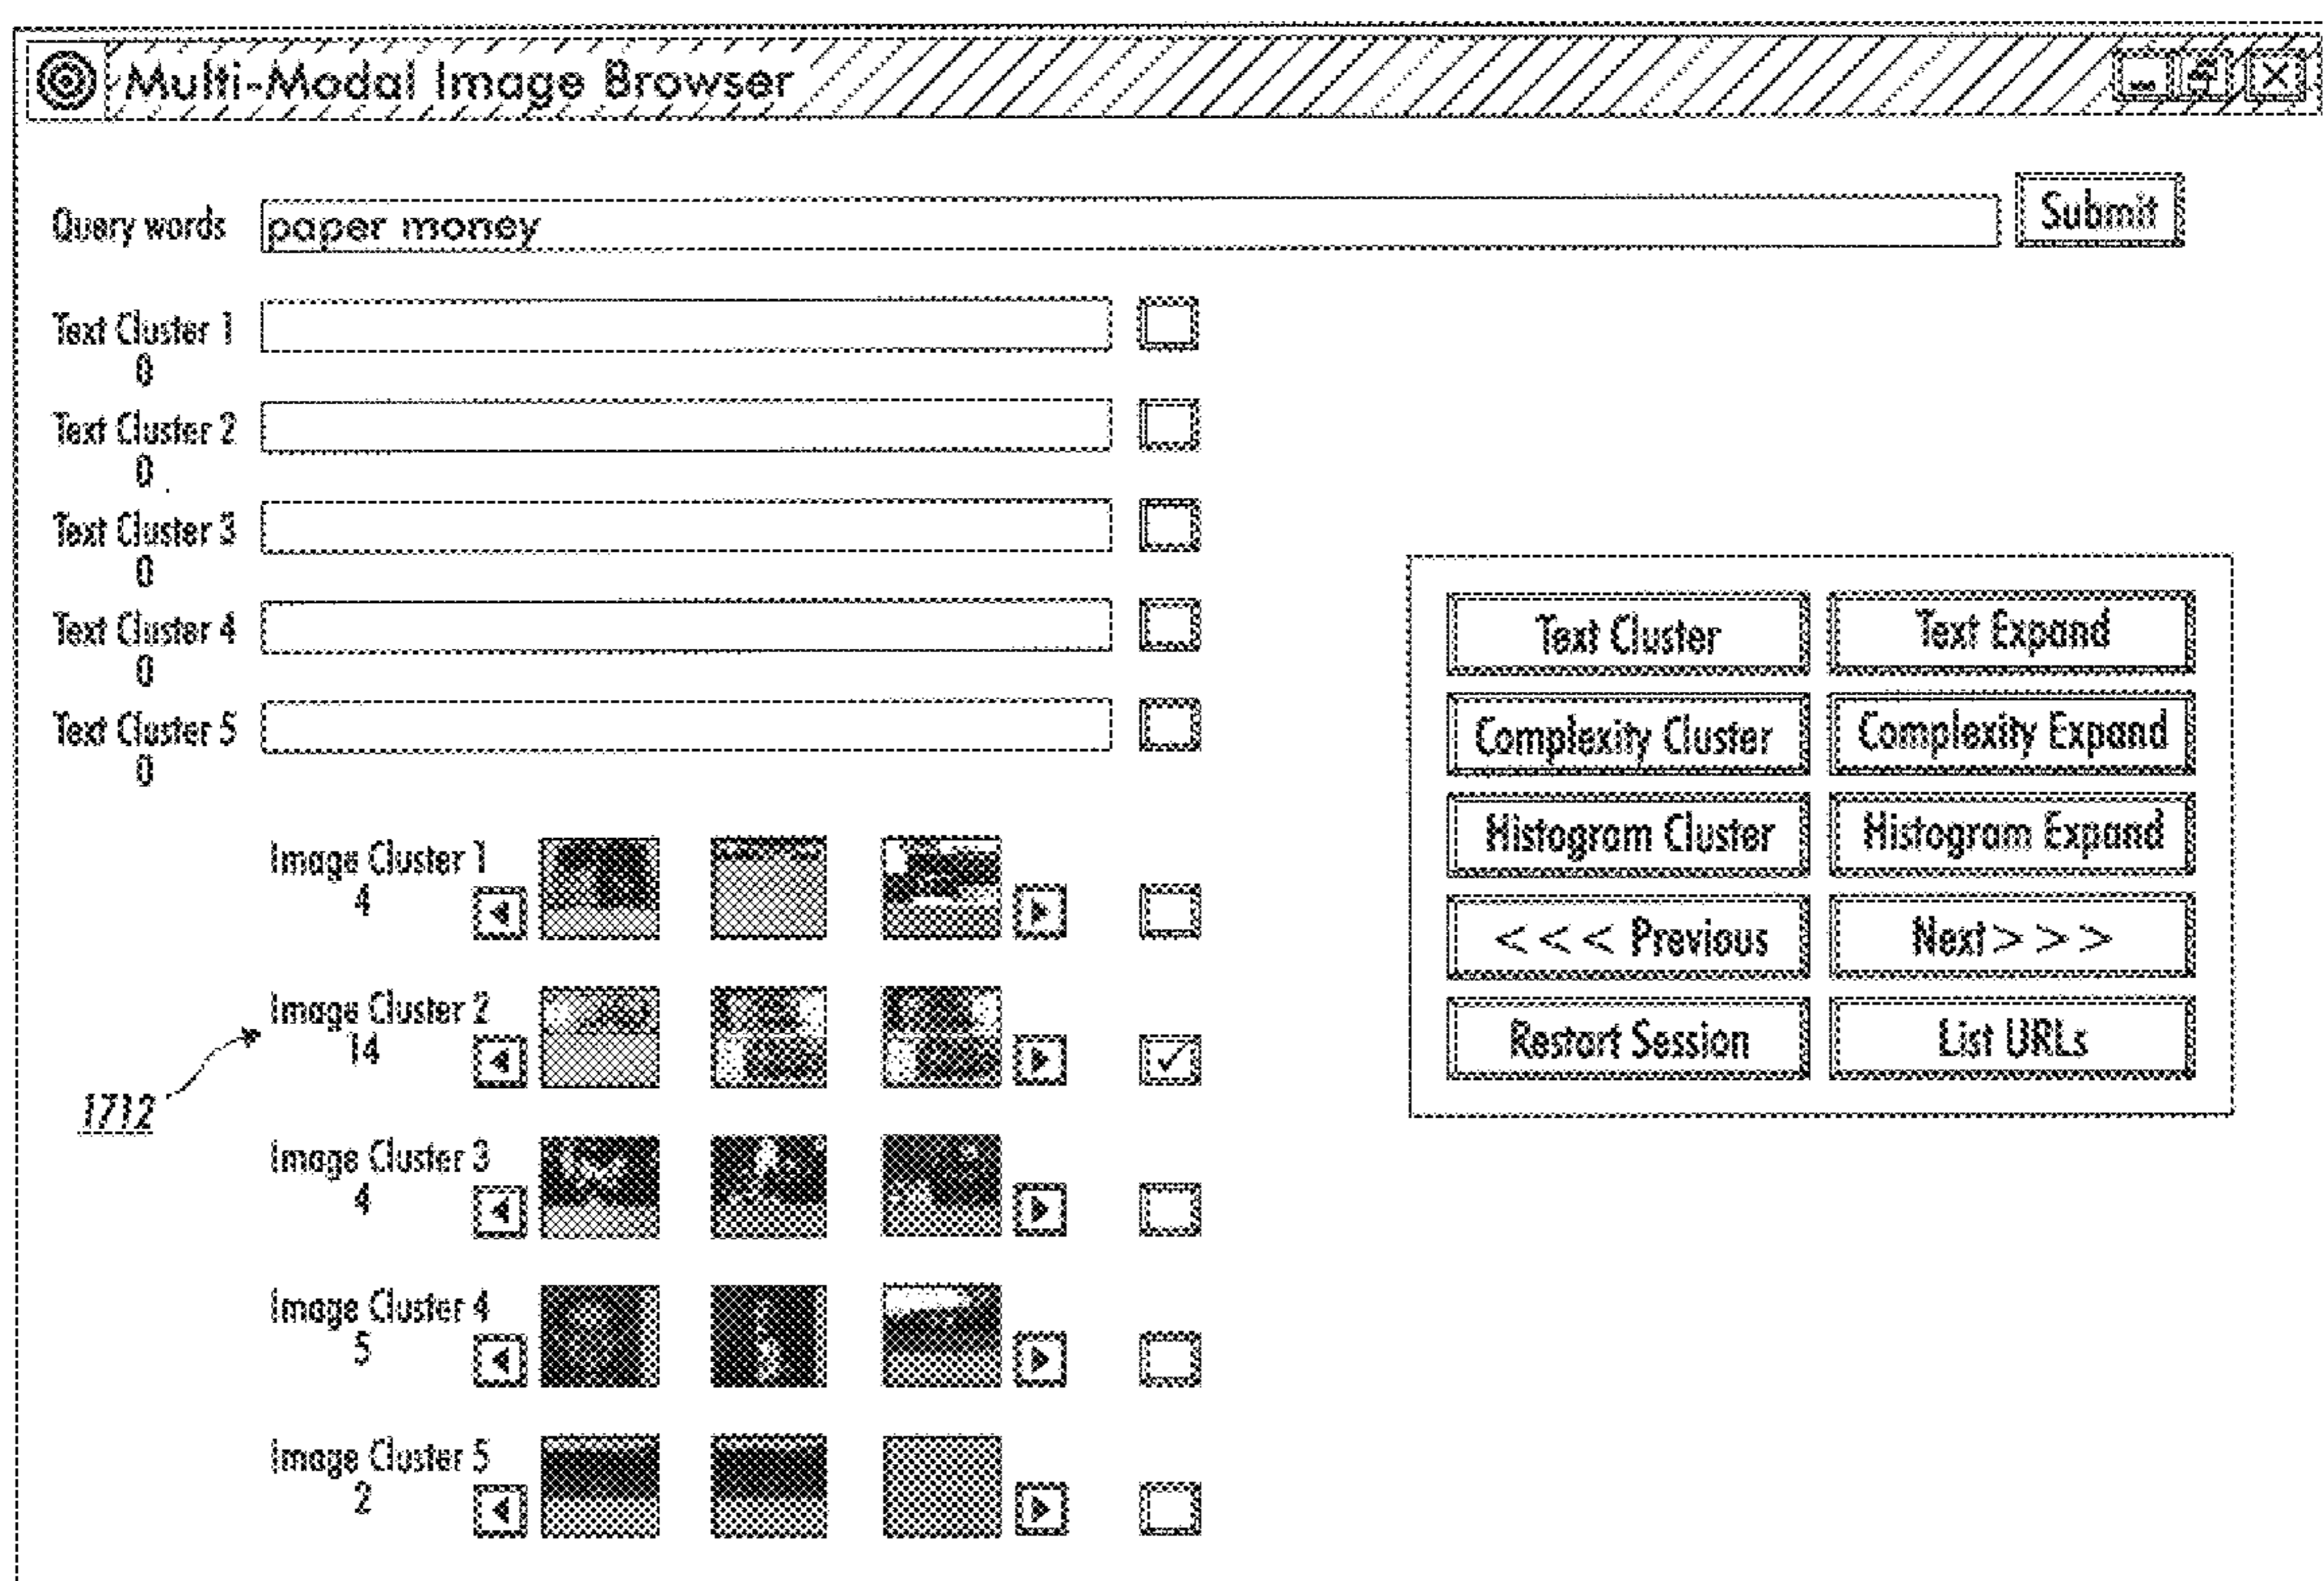 Multi-Modal Image Browser
Query words paper money Submit
Text Cluster 1
0
Text Cluster 2
0
Text Cluster 3
0
Text Cluster 4
0
Text Cluster 5
0
Text Cluster Text Expand
Complexity Cluster Complexity Expand
Histogram Cluster Histogram Expand
<<< Previous Next>>>
Restart Session List URLs
Image Cluster 1
4
Image Cluster 2
14
1712
Image Cluster 3
4
Image Cluster 4
5
Image Cluster 5
2